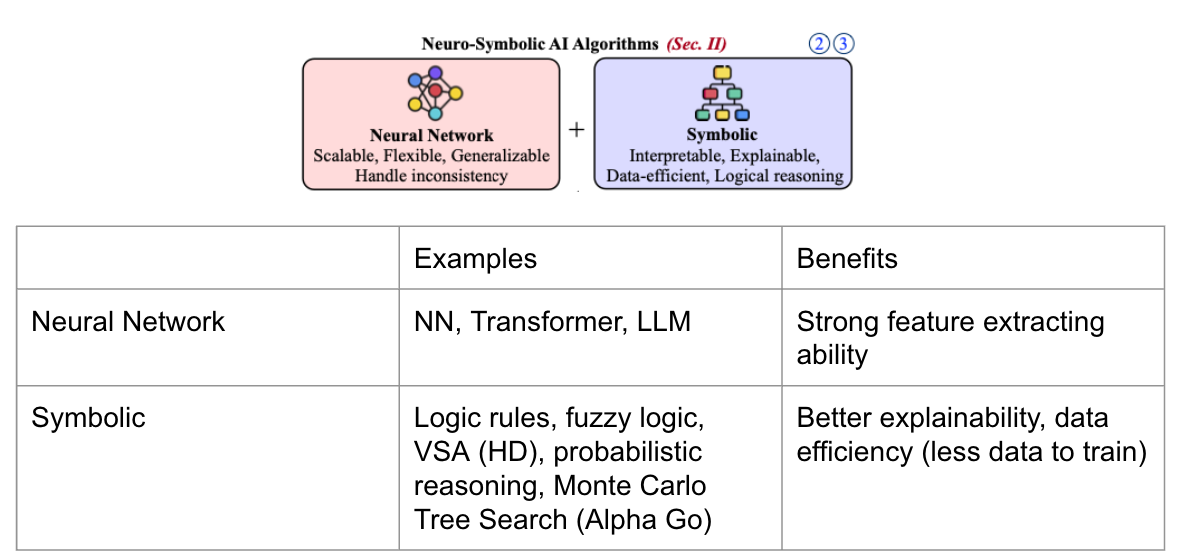 Neuro-Symbolic AI Algorithms (Sec. II) ② ③
Neural Network
Scalable, Flexible, Generalizable
Handle inconsistency
+
Symbolic
Interpretable, Explainable,
Data-efficient, Logical reasoning
Examples
Benefits
Neural Network
NN, Transformer, LLM
Strong feature extracting
ability
Symbolic
Logic rules, fuzzy logic,
VSA (HD), probabilistic
reasoning, Monte Carlo
Tree Search (Alpha Go)
Better explainability, data
efficiency (less data to train)